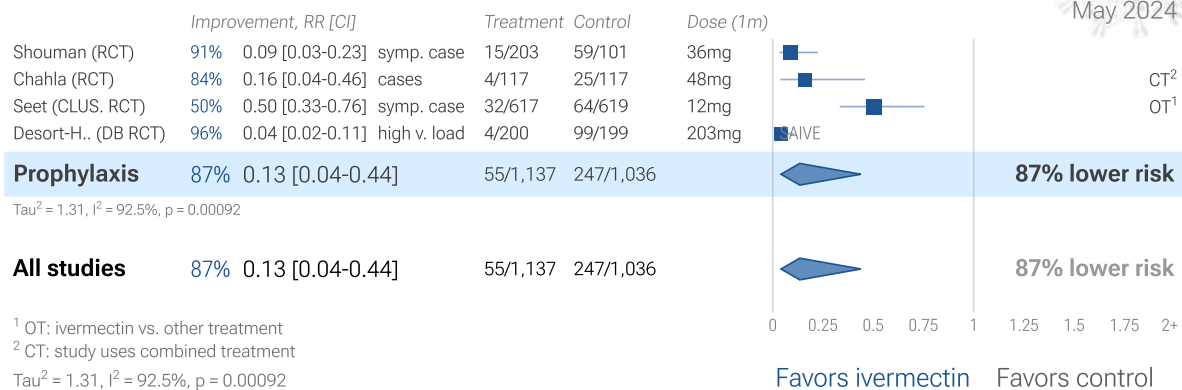 May 2024
Improvement, RR [CI] Treatment Control Dose (1m)
Shouman (RCT) 91% 0.09 [0.03-0.23] symp. case 15/203 59/101 36mg
Chahla (RCT) 84% 0.16 [0.04-0.46] cases 4/117 25/117 48mg CT²
Seet (CLUS. RCT) 50% 0.50 [0.33-0.76] symp. case 32/617 64/619 12mg OT¹
Desort-H.. (DB RCT) 96% 0.04 [0.02-0.11] high v. load 4/200 99/199 203mg SAIVE
Prophylaxis 87% 0.13 [0.04-0.44] 55/1,137 247/1,036 87% lower risk
Tau² = 1.31, I² = 92.5%, p = 0.00092
All studies 87% 0.13 [0.04-0.44] 55/1,137 247/1,036 87% lower risk
0 0.25 0.5 0.75 1 1.25 1.5 1.75 2+
¹ OT: ivermectin vs. other treatment
² CT: study uses combined treatment
Tau² = 1.31, I² = 92.5%, p = 0.00092
Favors ivermectin Favors control